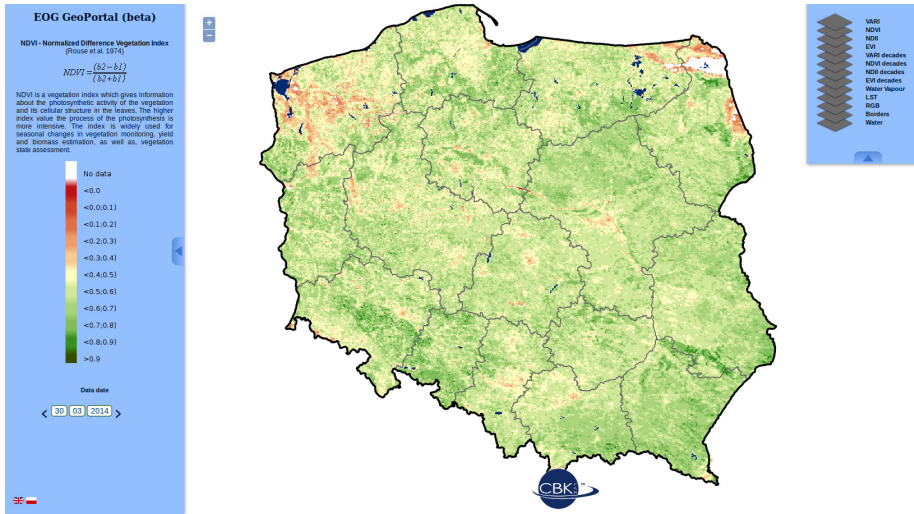 EOG GeoPortal (beta)
NDVI - Normalized Difference Vegetation Index
(Rouse et al. 1974)
NDVI = (b2−b1)
(b2+b1)
NDVI is a vegetation index which gives information
about the photosynthetic activity of the vegetation
and its cellular structure in the leaves. The higher
index value the process of the photosynthesis is
more intensive. The index is widely used for
seasonal changes in vegetation monitoring, yield
and biomass estimation, as well as, vegetation
state assessment.
No data
<0.0
<0.0;0.1)
<0.1;0.2)
<0.2;0.3)
<0.3;0.4)
<0.4;0.5)
<0.5;0.6)
<0.6;0.7)
<0.7;0.8)
<0.8;0.9)
>0.9
Data date
< 30 03 2014 >
+
−
VARI
NDVI
NDII
EVI
VARI decades
NDVI decades
NDII decades
EVI decades
Water Vapour
LST
RGB
Borders
Water
CBK